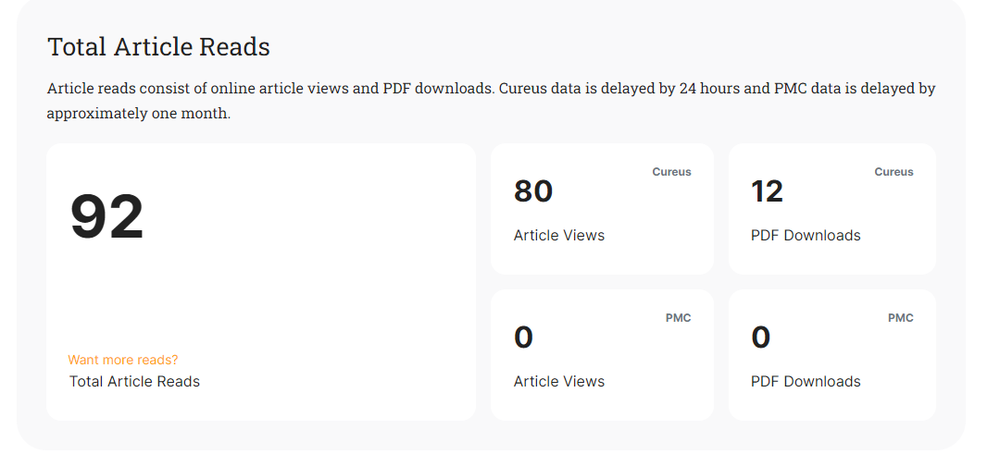 Total Article Reads
Article reads consist of online article views and PDF downloads. Cureus data is delayed by 24 hours and PMC data is delayed by
approximately one month.
92
Want more reads?
Total Article Reads
Cureus
80
Article Views
Cureus
12
PDF Downloads
PMC
0
Article Views
PMC
0
PDF Downloads